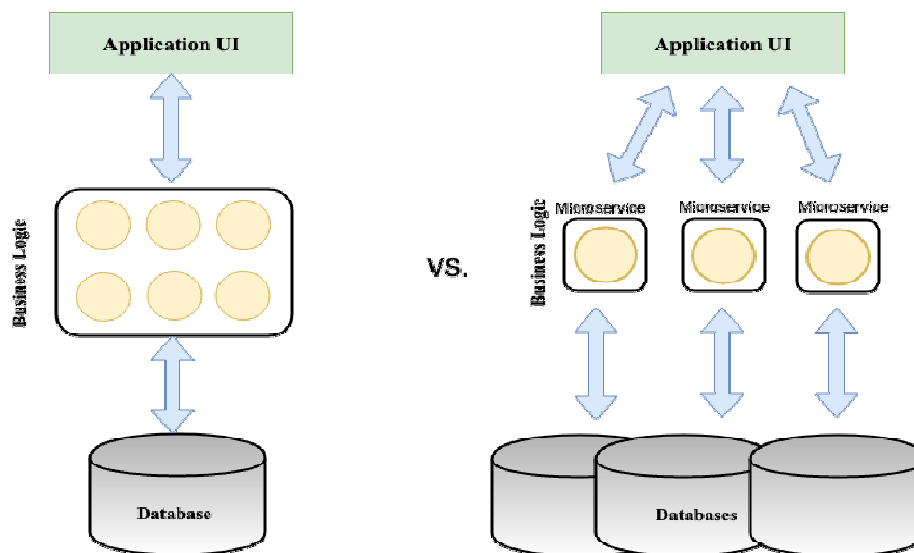 Application UI
Business Logic
Database
vs.
Application UI
Microservice
Microservice
Microservice
Business Logic
Databases